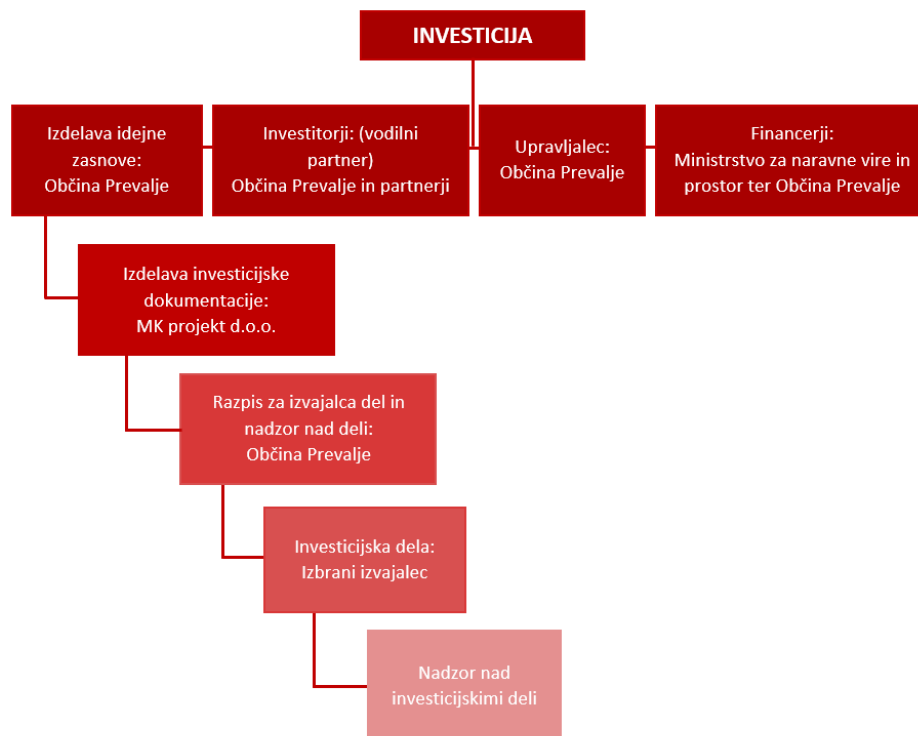 INVESTICIJA
Izdelava idejne
zasnove:
Občina Prevalje
Investitorji: (vodilni
partner)
Občina Prevalje in partnerji
Upravljalec:
Občina Prevalje
Financerji:
Ministrstvo za naravne vire in
prostor ter Občina Prevalje
Izdelava investicijske
dokumentacije:
MK projekt d.o.o.
Razpis za izvajalca del in
nadzor nad deli:
Občina Prevalje
Investicijska dela:
Izbrani izvajalec
Nadzor nad
investicijskimi deli